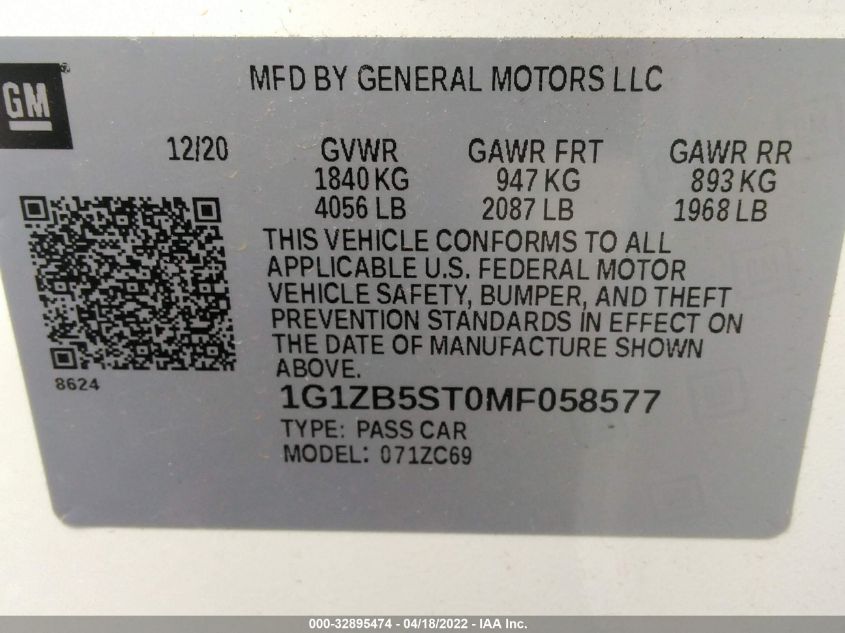 GM
MFD BY GENERAL MOTORS LLC
12/20 GVWR GAWR FRT GAWR RR
1840 KG 947 KG 893 KG
4056 LB 2087 LB 1968 LB
THIS VEHICLE CONFORMS TO ALL
APPLICABLE U.S. FEDERAL MOTOR
VEHICLE SAFETY, BUMPER, AND THEFT
PREVENTION STANDARDS IN EFFECT ON
THE DATE OF MANUFACTURE SHOWN
ABOVE.
8624
1G1ZB5ST0MF058577
TYPE: PASS CAR
MODEL: 071ZC69
000-32895474 - 04/18/2022 - IAA Inc.